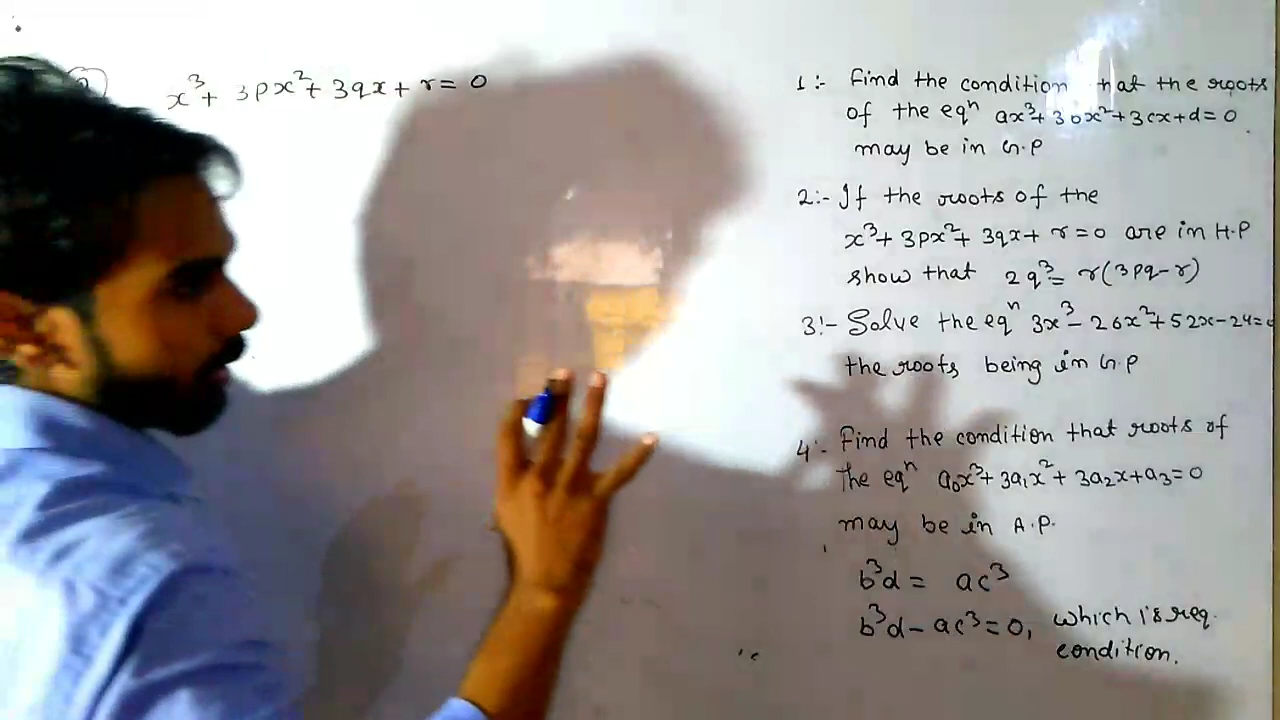 x³ + 3px² + 3qx + r = 0
1:- Find the condition that the roots
of the eqⁿ ax³+3bx²+3cx+d=0
may be in G.P
2:- If the roots of the
x³+3px²+3qx+r=0 are in H.P
show that 2q³= r(3pq-r)
3:- Solve the eqⁿ 3x³-26x²+52x-24=0
the roots being in G.P
4:- Find the condition that roots of
the eqⁿ a₀x³+3a₁x²+3a₂x+a₃=0
may be in A.P.
b³d = ac³
b³d-ac³=0, which is req.
condition.